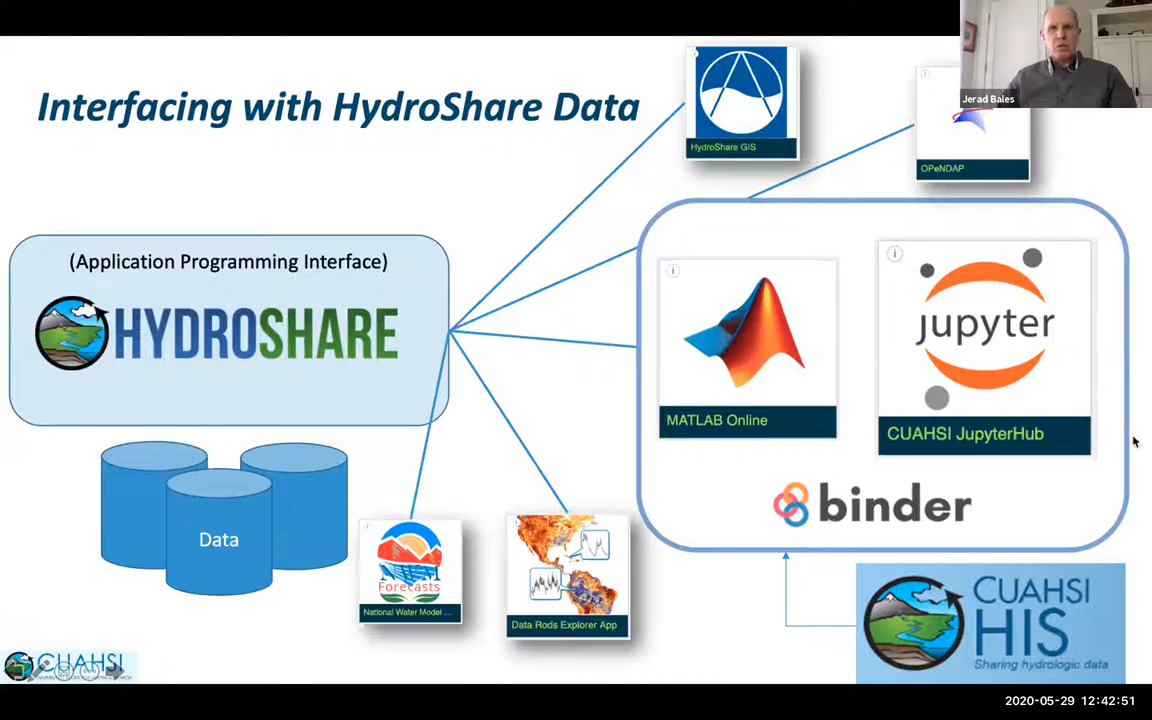 Interfacing with HydroShare Data
Jerad Bales
HydroShare GIS
OPeNDAP
(Application Programming Interface)
HYDROSHARE
Data
MATLAB Online
jupyter
CUAHSI JupyterHub
binder
Forecasts
National Water Model ...
Data Rods Explorer App
CUAHSI
HIS
Sharing hydrologic data
CUAHSI
2020-05-29 12:42:51